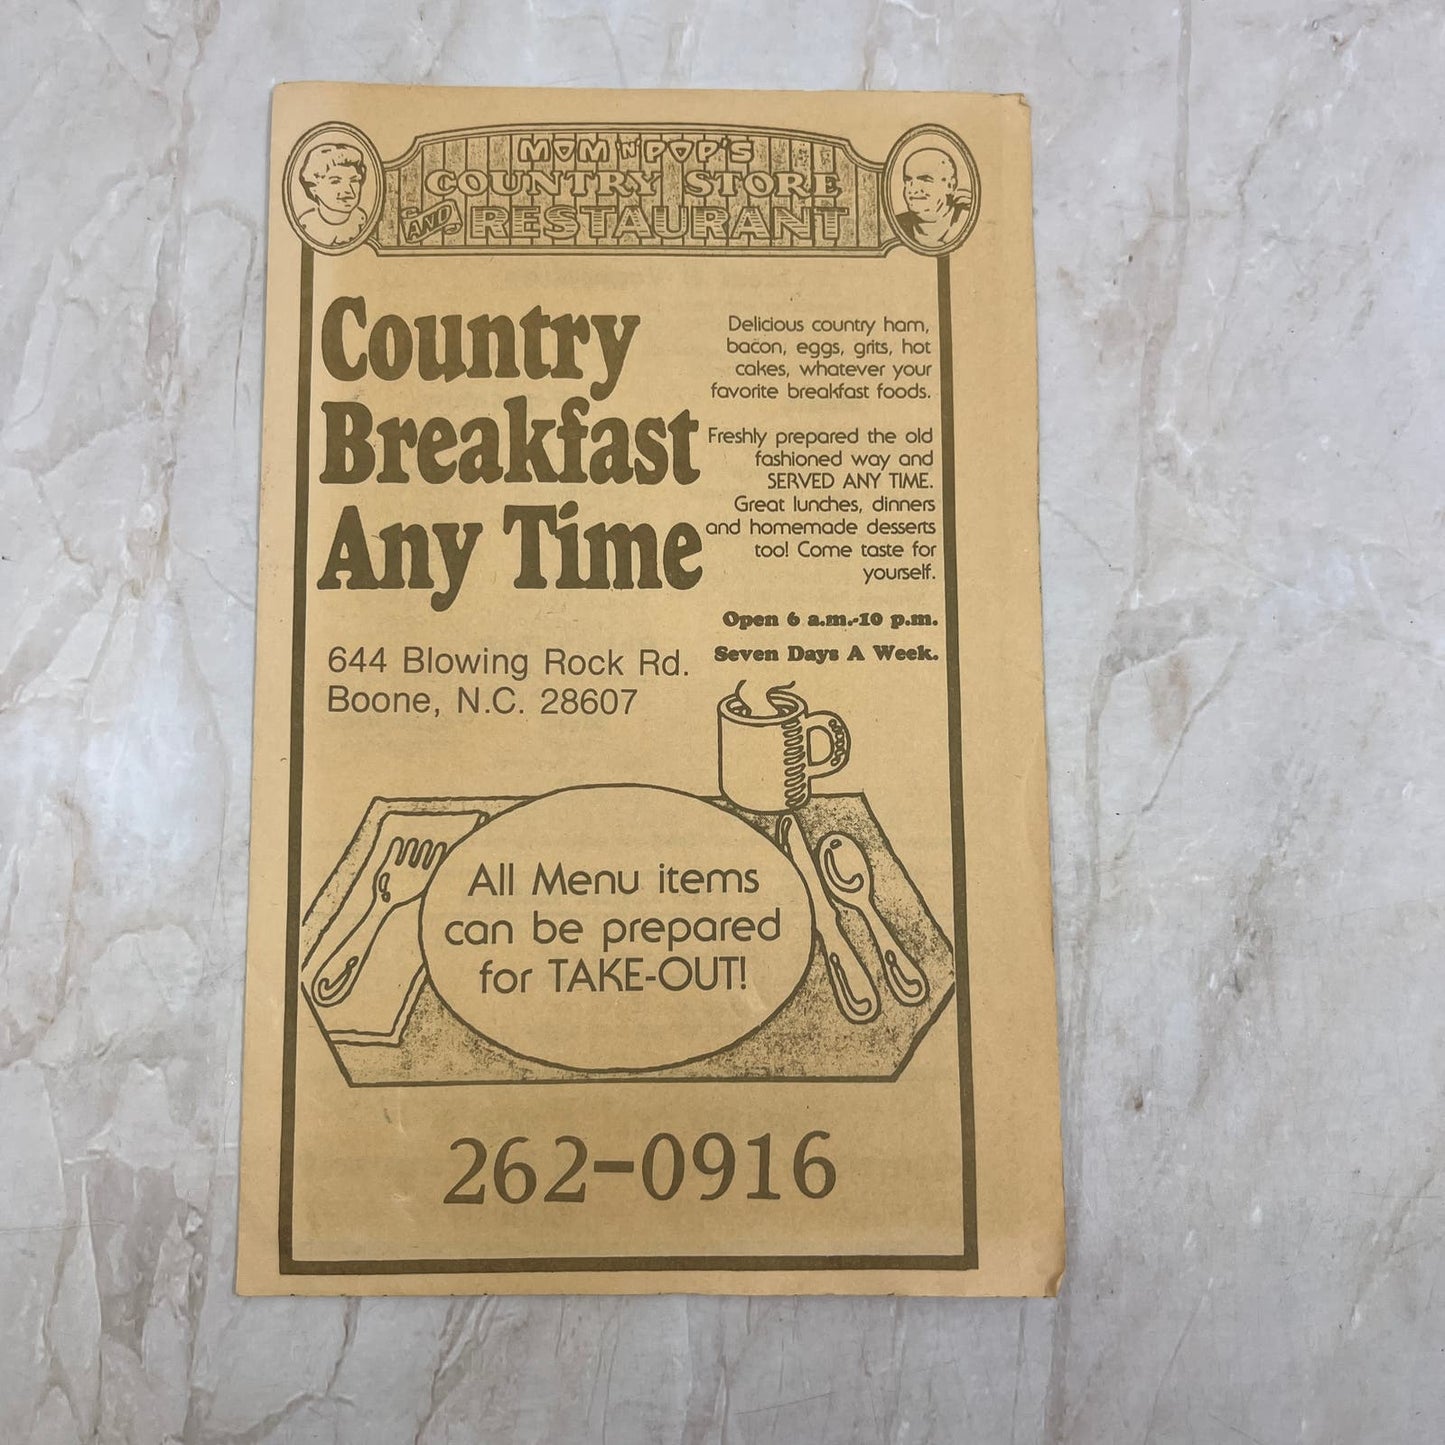 MOM 'N' POP'S
COUNTRY STORE
AND RESTAURANT
Country
Breakfast
Any Time
644 Blowing Rock Rd.
Boone, N.C. 28607
Delicious country ham,
bacon, eggs, grits, hot
cakes, whatever your
favorite breakfast foods.
Freshly prepared the old
fashioned way and
SERVED ANY TIME.
Great lunches, dinners
and homemade desserts
too! Come taste for
yourself.
Open 6 a.m.-10 p.m.
Seven Days A Week.
All Menu items
can be prepared
for TAKE-OUT!
262-0916